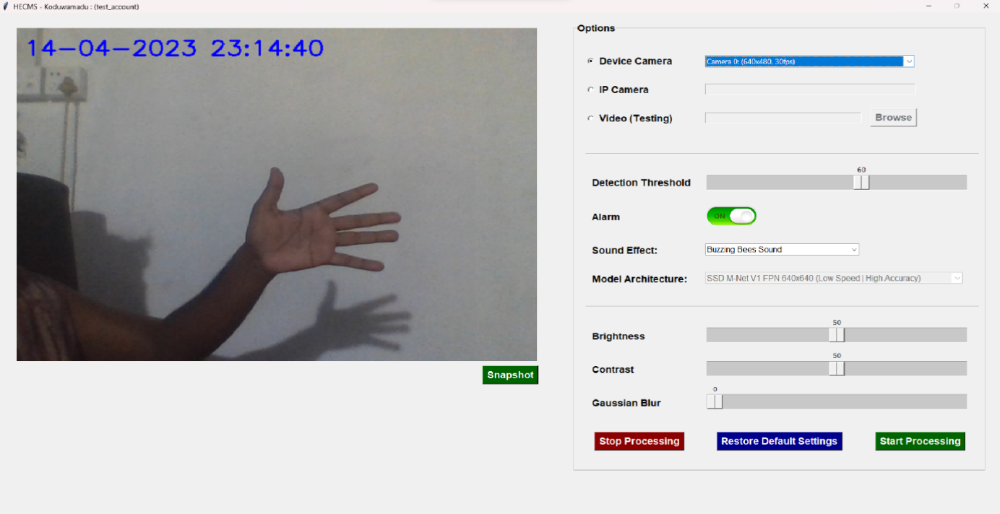 HECMS - Koduwamadu : (test_account)
14-04-2023 23:14:40
Snapshot
Options
Device Camera
Camera 0: (640x480, 30fps)
IP Camera
Video (Testing)
Browse
60
Detection Threshold
Alarm
ON
Sound Effect:
Buzzing Bees Sound
Model Architecture:
SSD M-Net V1 FPN 640x640 (Low Speed | High Accuracy)
50
Brightness
50
Contrast
0
Gaussian Blur
Stop Processing
Restore Default Settings
Start Processing